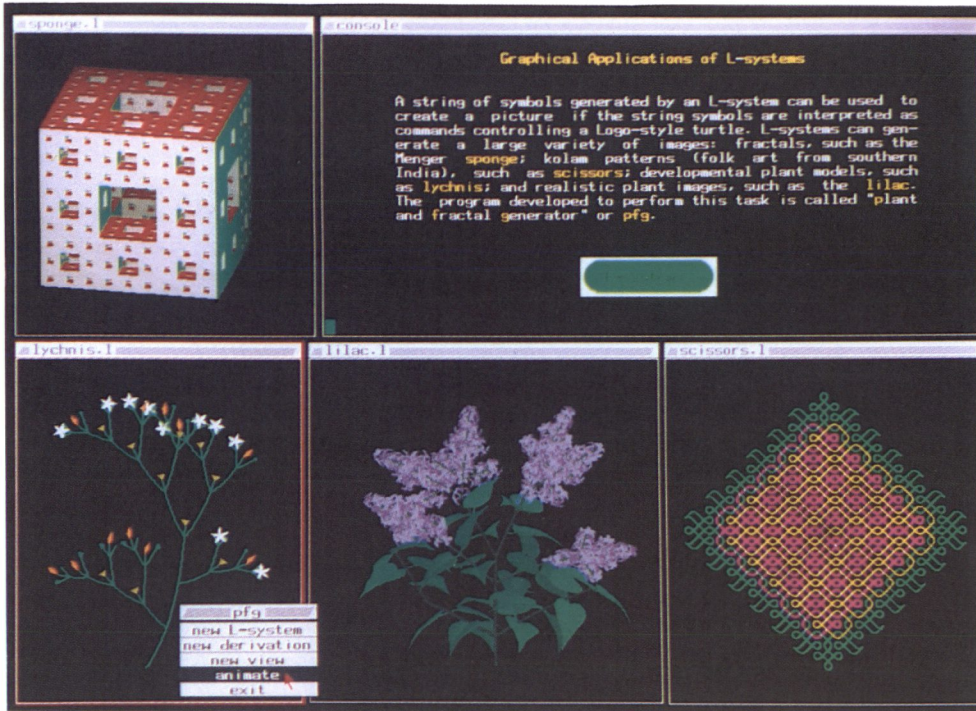 sponge.l
console
Graphical Applications of L-systems
A string of symbols generated by an L-system can be used to
create a picture if the string symbols are interpreted as
commands controlling a Logo-style turtle. L-systems can gen-
erate a large variety of images: fractals, such as the
Menger sponge; kolam patterns (folk art from southern
India), such as scissors; developmental plant models, such
as lychnis; and realistic plant images, such as the lilac.
The program developed to perform this task is called "plant
and fractal generator" or pfg.
lychnis.l
lilac.l
scissors.l
pfg
new L-system
new derivation
new view
animate
exit